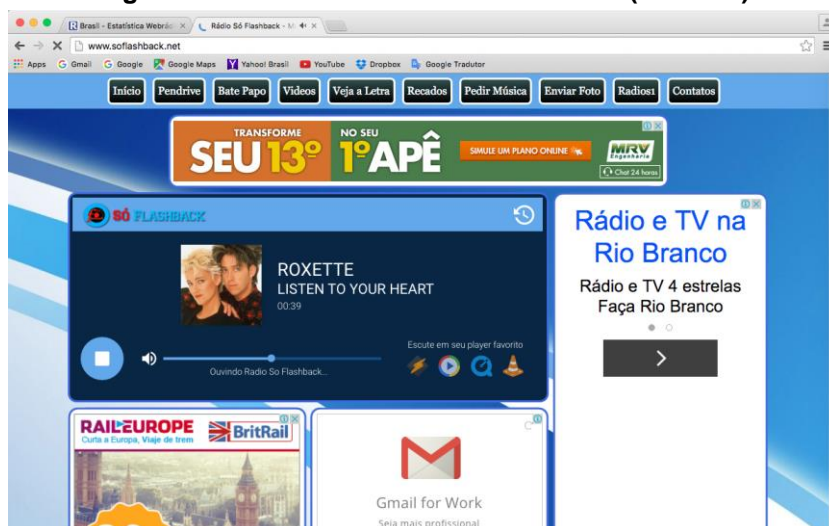 Brasil - Estatística Webrád
Rádio Só Flashback - M
www.soflashback.net
Apps Gmail Google Google Maps Yahoo! Brasil YouTube Dropbox Google Tradutor
Início Pendrive Bate Papo Videos Veja a Letra Recados Pedir Música Enviar Foto Radios1 Contatos
TRANSFORME
SEU 13º
NO SEU
1º APÊ
SIMULE UM PLANO ONLINE
MRV
Engenharia
Chat 24 horas
SÓ FLASHBACK
ROXETTE
LISTEN TO YOUR HEART
00:39
Escute em seu player favorito
Ouvindo Radio So Flashback...
Rádio e TV na
Rio Branco
Rádio e TV 4 estrelas
Faça Rio Branco
RAIL EUROPE
Curta a Europa, Viaje de trem
BritRail
Gmail for Work
Seja mais profissional